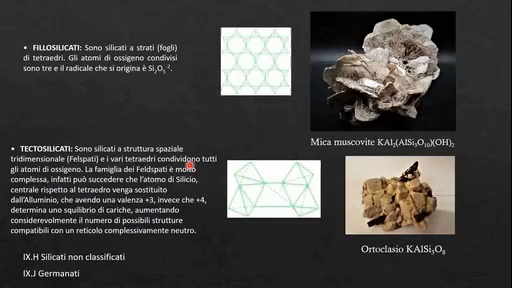 • FILLOSILICATI: Sono silicati a strati (fogli)
di tetraedri. Gli atomi di ossigeno condivisi
sono tre e il radicale che si origina è Si₂O₅⁻².
Mica muscovite KAl₂(AlSi₃O₁₀)(OH)₂
• TECTOSILICATI: Sono silicati a struttura spaziale
tridimensionale (Felspati) e i vari tetraedri condividono tutti
gli atomi di ossigeno. La famiglia dei Feldspati è molto
complessa, infatti può succedere che l'atomo di Silicio,
centrale rispetto al tetraedro venga sostituito
dall'Alluminio, che avendo una valenza +3, invece che +4,
determina uno squilibrio di cariche, aumentando
considerevolmente il numero di possibili strutture
compatibili con un reticolo complessivamente neutro.
Ortoclasio KAlSi₃O₈
IX.H Silicati non classificati
IX.J Germanati